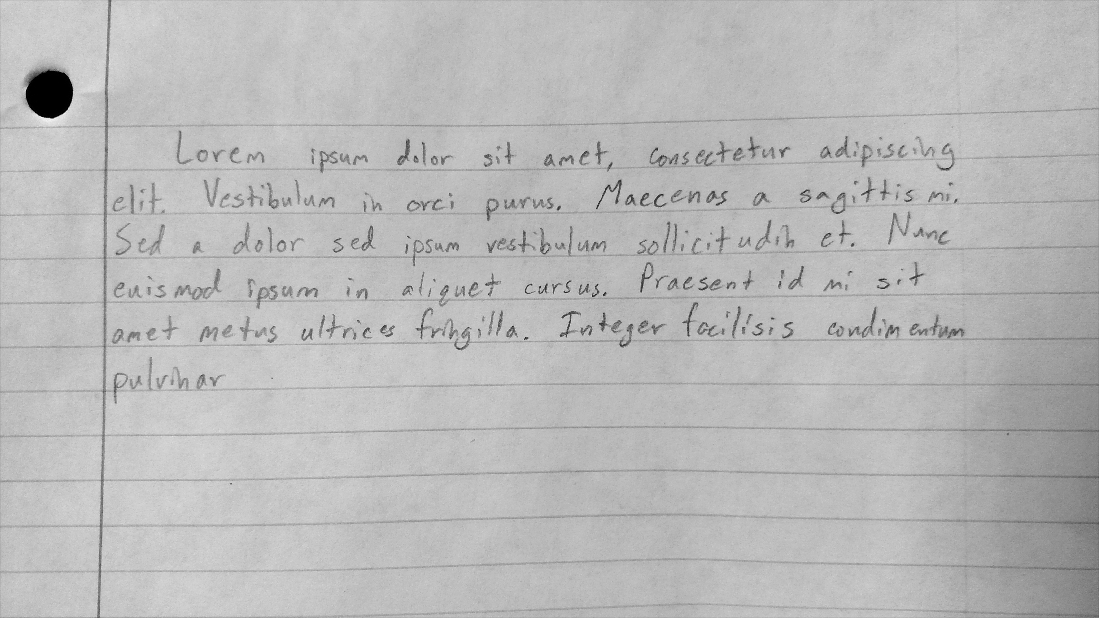 Lorem ipsum dolor sit amet, consectetur adipiscing
elit. Vestibulum in orci purus. Maecenas a sagittis mi.
Sed a dolor sed ipsum vestibulum sollicitudin et. Nunc
euismod ipsum in aliquet cursus. Praesent id mi sit
amet metus ultrices fringilla. Integer facilisis condimentum
pulvinar